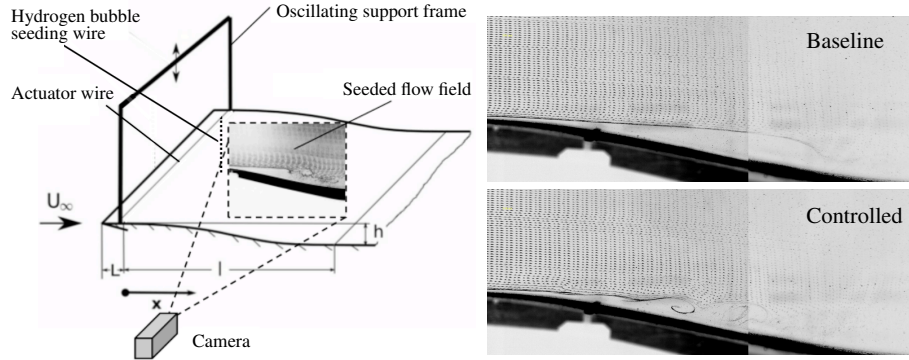 Hydrogen bubble
seeding wire
Oscillating support frame
Actuator wire
Seeded flow field
U∞
h
L
l
x
Camera
Baseline
Controlled